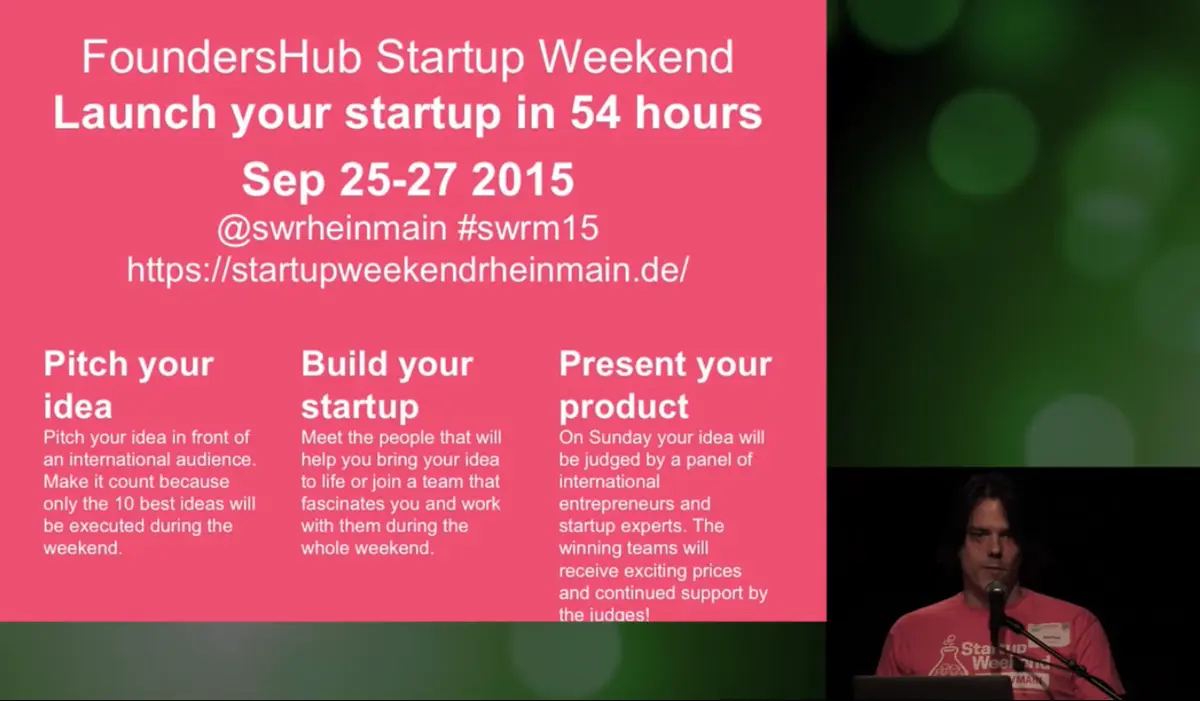 FoundersHub Startup Weekend
Launch your startup in 54 hours
Sep 25-27 2015
@swrheinmain #swrm15
https://startupweekendrheinmain.de/
Pitch your
idea
Pitch your idea in front of
an international audience.
Make it count because
only the 10 best ideas will
be executed during the
weekend.
Build your
startup
Meet the people that will
help you bring your idea
to life or join a team that
fascinates you and work
with them during the
whole weekend.
Present your
product
On Sunday your idea will
be judged by a panel of
international
entrepreneurs and
startup experts. The
winning teams will
receive exciting prices
and continued support by
the judges!
Startup
Weekend